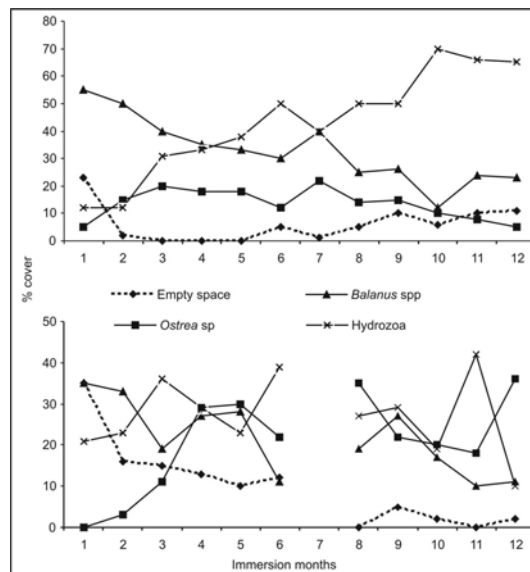 80
70
60
50
40
30
20
10
0
1 2 3 4 5 6 7 8 9 10 11 12
% cover
Empty space
Balanus spp
Ostrea sp
Hydrozoa
50
40
30
20
10
0
1 2 3 4 5 6 7 8 9 10 11 12
Immersion months